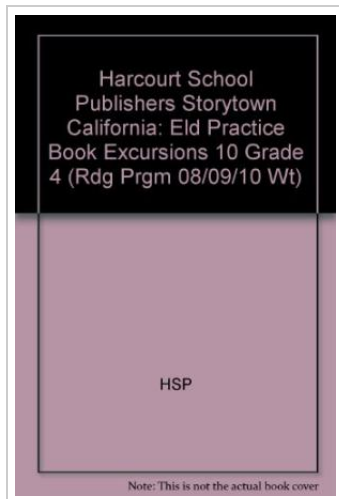 Harcourt School
Publishers Storytown
California: Eld Practice
Book Excursions 10 Grade
4 (Rdg Prgm 08/09/10 Wt)
HSP
Note: This is not the actual book cover